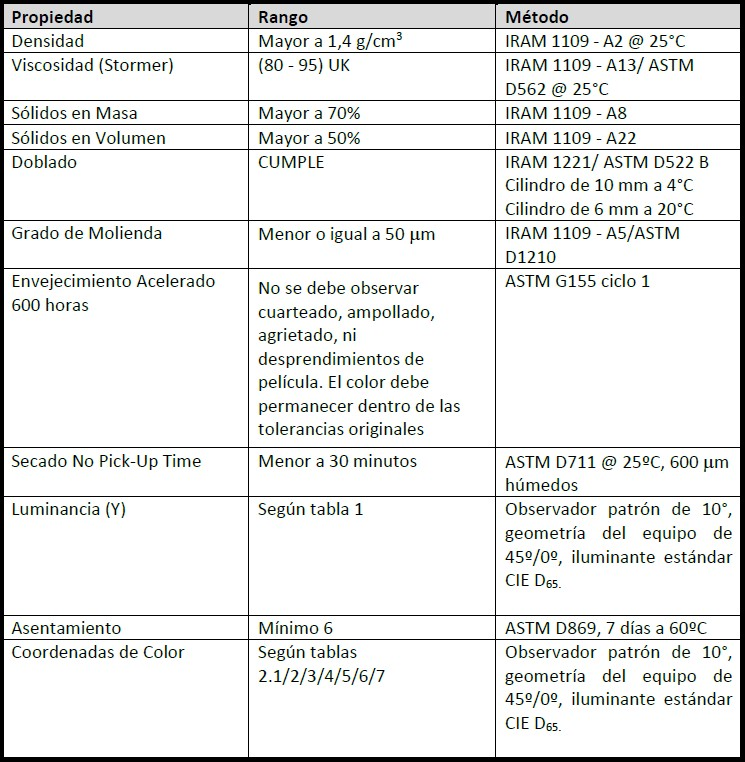 Propiedad Rango Método
Densidad Mayor a 1,4 g/cm³ IRAM 1109 - A2 @ 25°C
Viscosidad (Stormer) (80 - 95) UK IRAM 1109 - A13/ ASTM
D562 @ 25°C
Sólidos en Masa Mayor a 70% IRAM 1109 - A8
Sólidos en Volumen Mayor a 50% IRAM 1109 - A22
Doblado CUMPLE IRAM 1221/ ASTM D522 B
Cilindro de 10 mm a 4°C
Cilindro de 6 mm a 20°C
Grado de Molienda Menor o igual a 50 µm IRAM 1109 - A5/ASTM
D1210
Envejecimiento Acelerado
600 horas
No se debe observar
cuarteado, ampollado,
agrietado, ni
desprendimientos de
película. El color debe
permanecer dentro de las
tolerancias originales
ASTM G155 ciclo 1
Secado No Pick-Up Time Menor a 30 minutos ASTM D711 @ 25ºC, 600 µm
húmedos
Luminancia (Y) Según tabla 1 Observador patrón de 10°,
geometría del equipo de
45º/0º, iluminante estándar
CIE D65.
Asentamiento Mínimo 6 ASTM D869, 7 días a 60ºC
Coordenadas de Color Según tablas
2.1/2/3/4/5/6/7
Observador patrón de 10°,
geometría del equipo de
45º/0º, iluminante estándar
CIE D65.